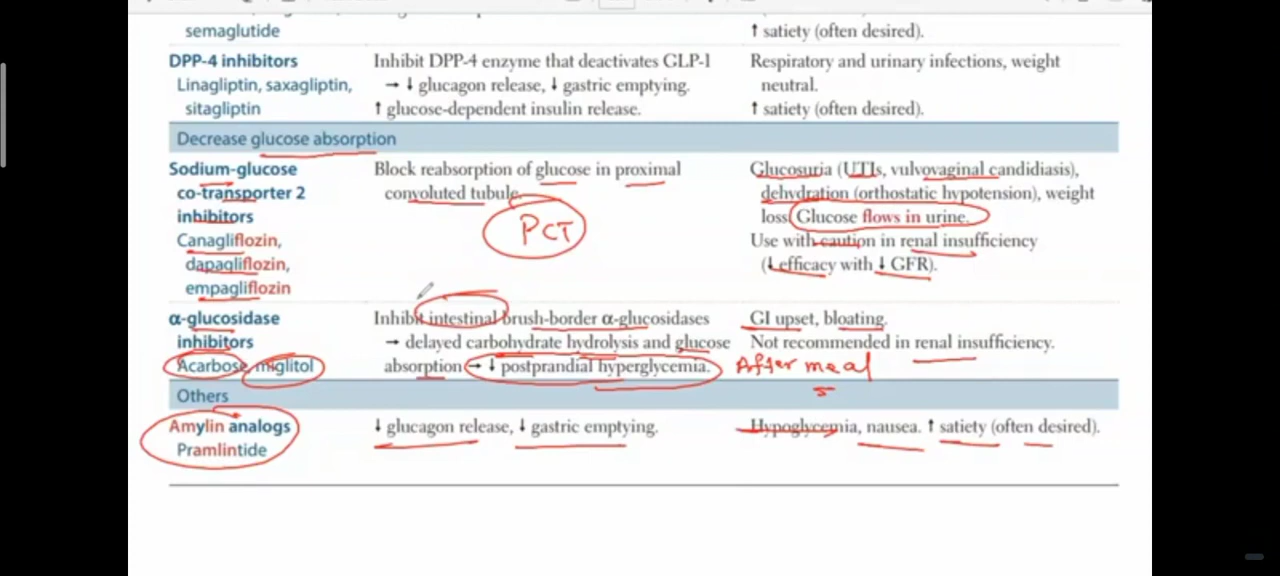 semaglutide
↑ satiety (often desired).
DPP-4 inhibitors
Linagliptin, saxagliptin,
sitagliptin
Inhibit DPP-4 enzyme that deactivates GLP-1
→ ↓ glucagon release, ↓ gastric emptying.
↑ glucose-dependent insulin release.
Respiratory and urinary infections, weight
neutral.
↑ satiety (often desired).
Decrease glucose absorption
Sodium-glucose
co-transporter 2
inhibitors
Canagliflozin,
dapagliflozin,
empagliflozin
Block reabsorption of glucose in proximal
convoluted tubule.
PCT
Glucosuria (UTIs, vulvovaginal candidiasis),
dehydration (orthostatic hypotension), weight
loss. Glucose flows in urine.
Use with caution in renal insufficiency
(↓ efficacy with ↓ GFR).
α-glucosidase
inhibitors
Acarbose, miglitol
Inhibit intestinal brush-border α-glucosidases
→ delayed carbohydrate hydrolysis and glucose
absorption → ↓ postprandial hyperglycemia.
GI upset, bloating.
Not recommended in renal insufficiency.
After meal
Others
Amylin analogs
Pramlintide
↓ glucagon release, ↓ gastric emptying.
Hypoglycemia, nausea. ↑ satiety (often desired).